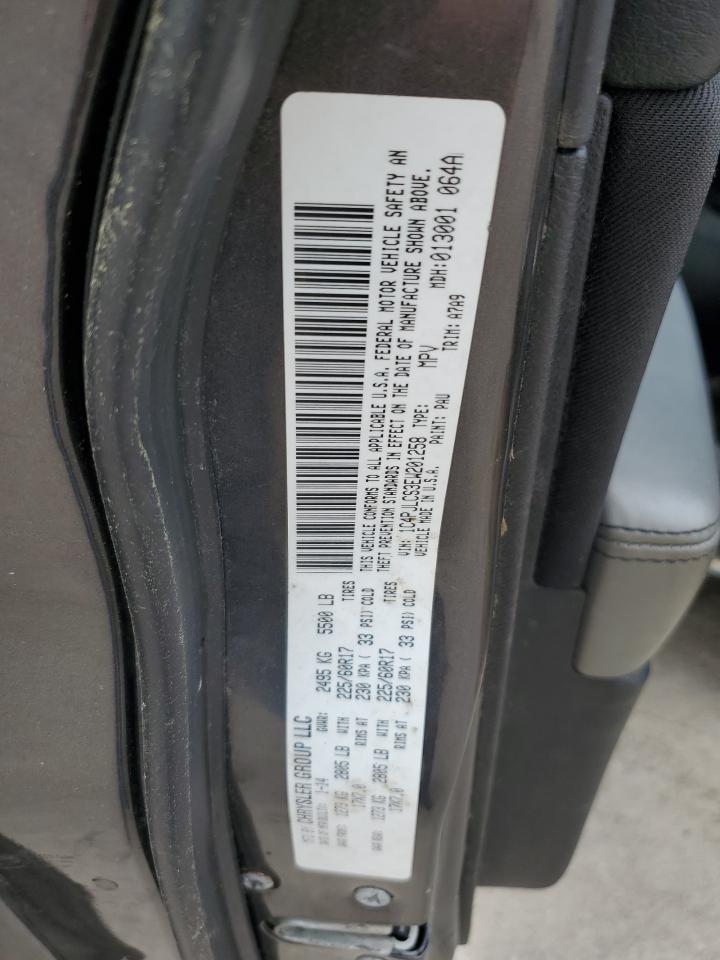 MFD BY: CHRYSLER GROUP LLC
DATE OF MFR: 1-14 GVWR: 2495 KG 5500 LB
GAWR FRONT: 1273 KG 2805 LB WITH 225/60R17 TIRES
17X7.0 RIMS AT 230 KPA ( 33 PSI) COLD
GAWR REAR: 1273 KG 2805 LB WITH 225/60R17 TIRES
17X7.0 RIMS AT 230 KPA ( 33 PSI) COLD
THIS VEHICLE CONFORMS TO ALL APPLICABLE U.S.A. FEDERAL MOTOR VEHICLE SAFETY AN
THEFT PREVENTION STANDARDS IN EFFECT ON THE DATE OF MANUFACTURE SHOWN ABOVE.
VIN: 1C4PJLCS3EW201258 TYPE: MPV MDH:013001 064A
VEHICLE MADE IN U.S.A. PAINT: PAU TRIM: A7A9